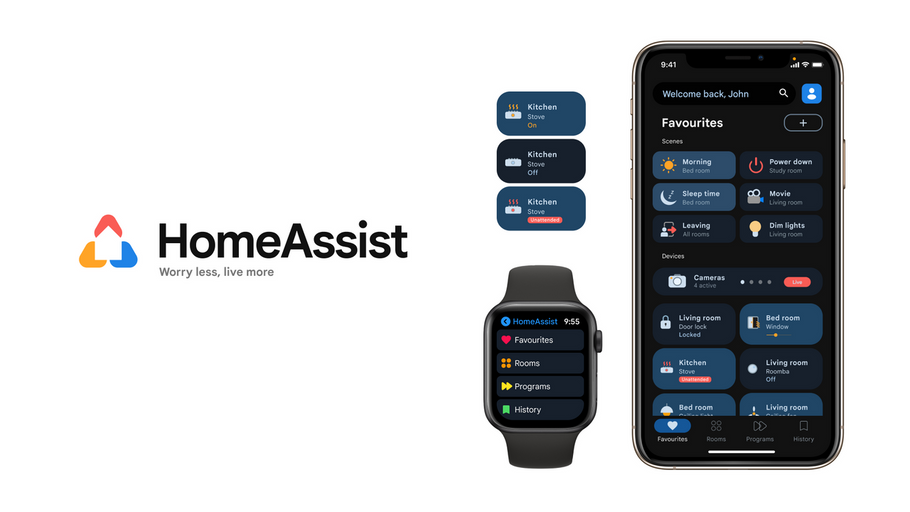 HomeAssist
Worry less, live more
Kitchen
Stove
On
Kitchen
Stove
Off
Kitchen
Stove
Unattended
HomeAssist 9:55
Favourites
Rooms
Programs
History
9:41
Welcome back, John
Favourites
+
Scenes
Morning
Bed room
Power down
Study room
Sleep time
Bed room
Movie
Living room
Leaving
All rooms
Dim lights
Living room
Devices
Cameras
4 active
Live
Living room
Door lock
Locked
Bed room
Window
Kitchen
Stove
Unattended
Living room
Roomba
Off
Bed room
Living room
Favourites
Rooms
Programs
History